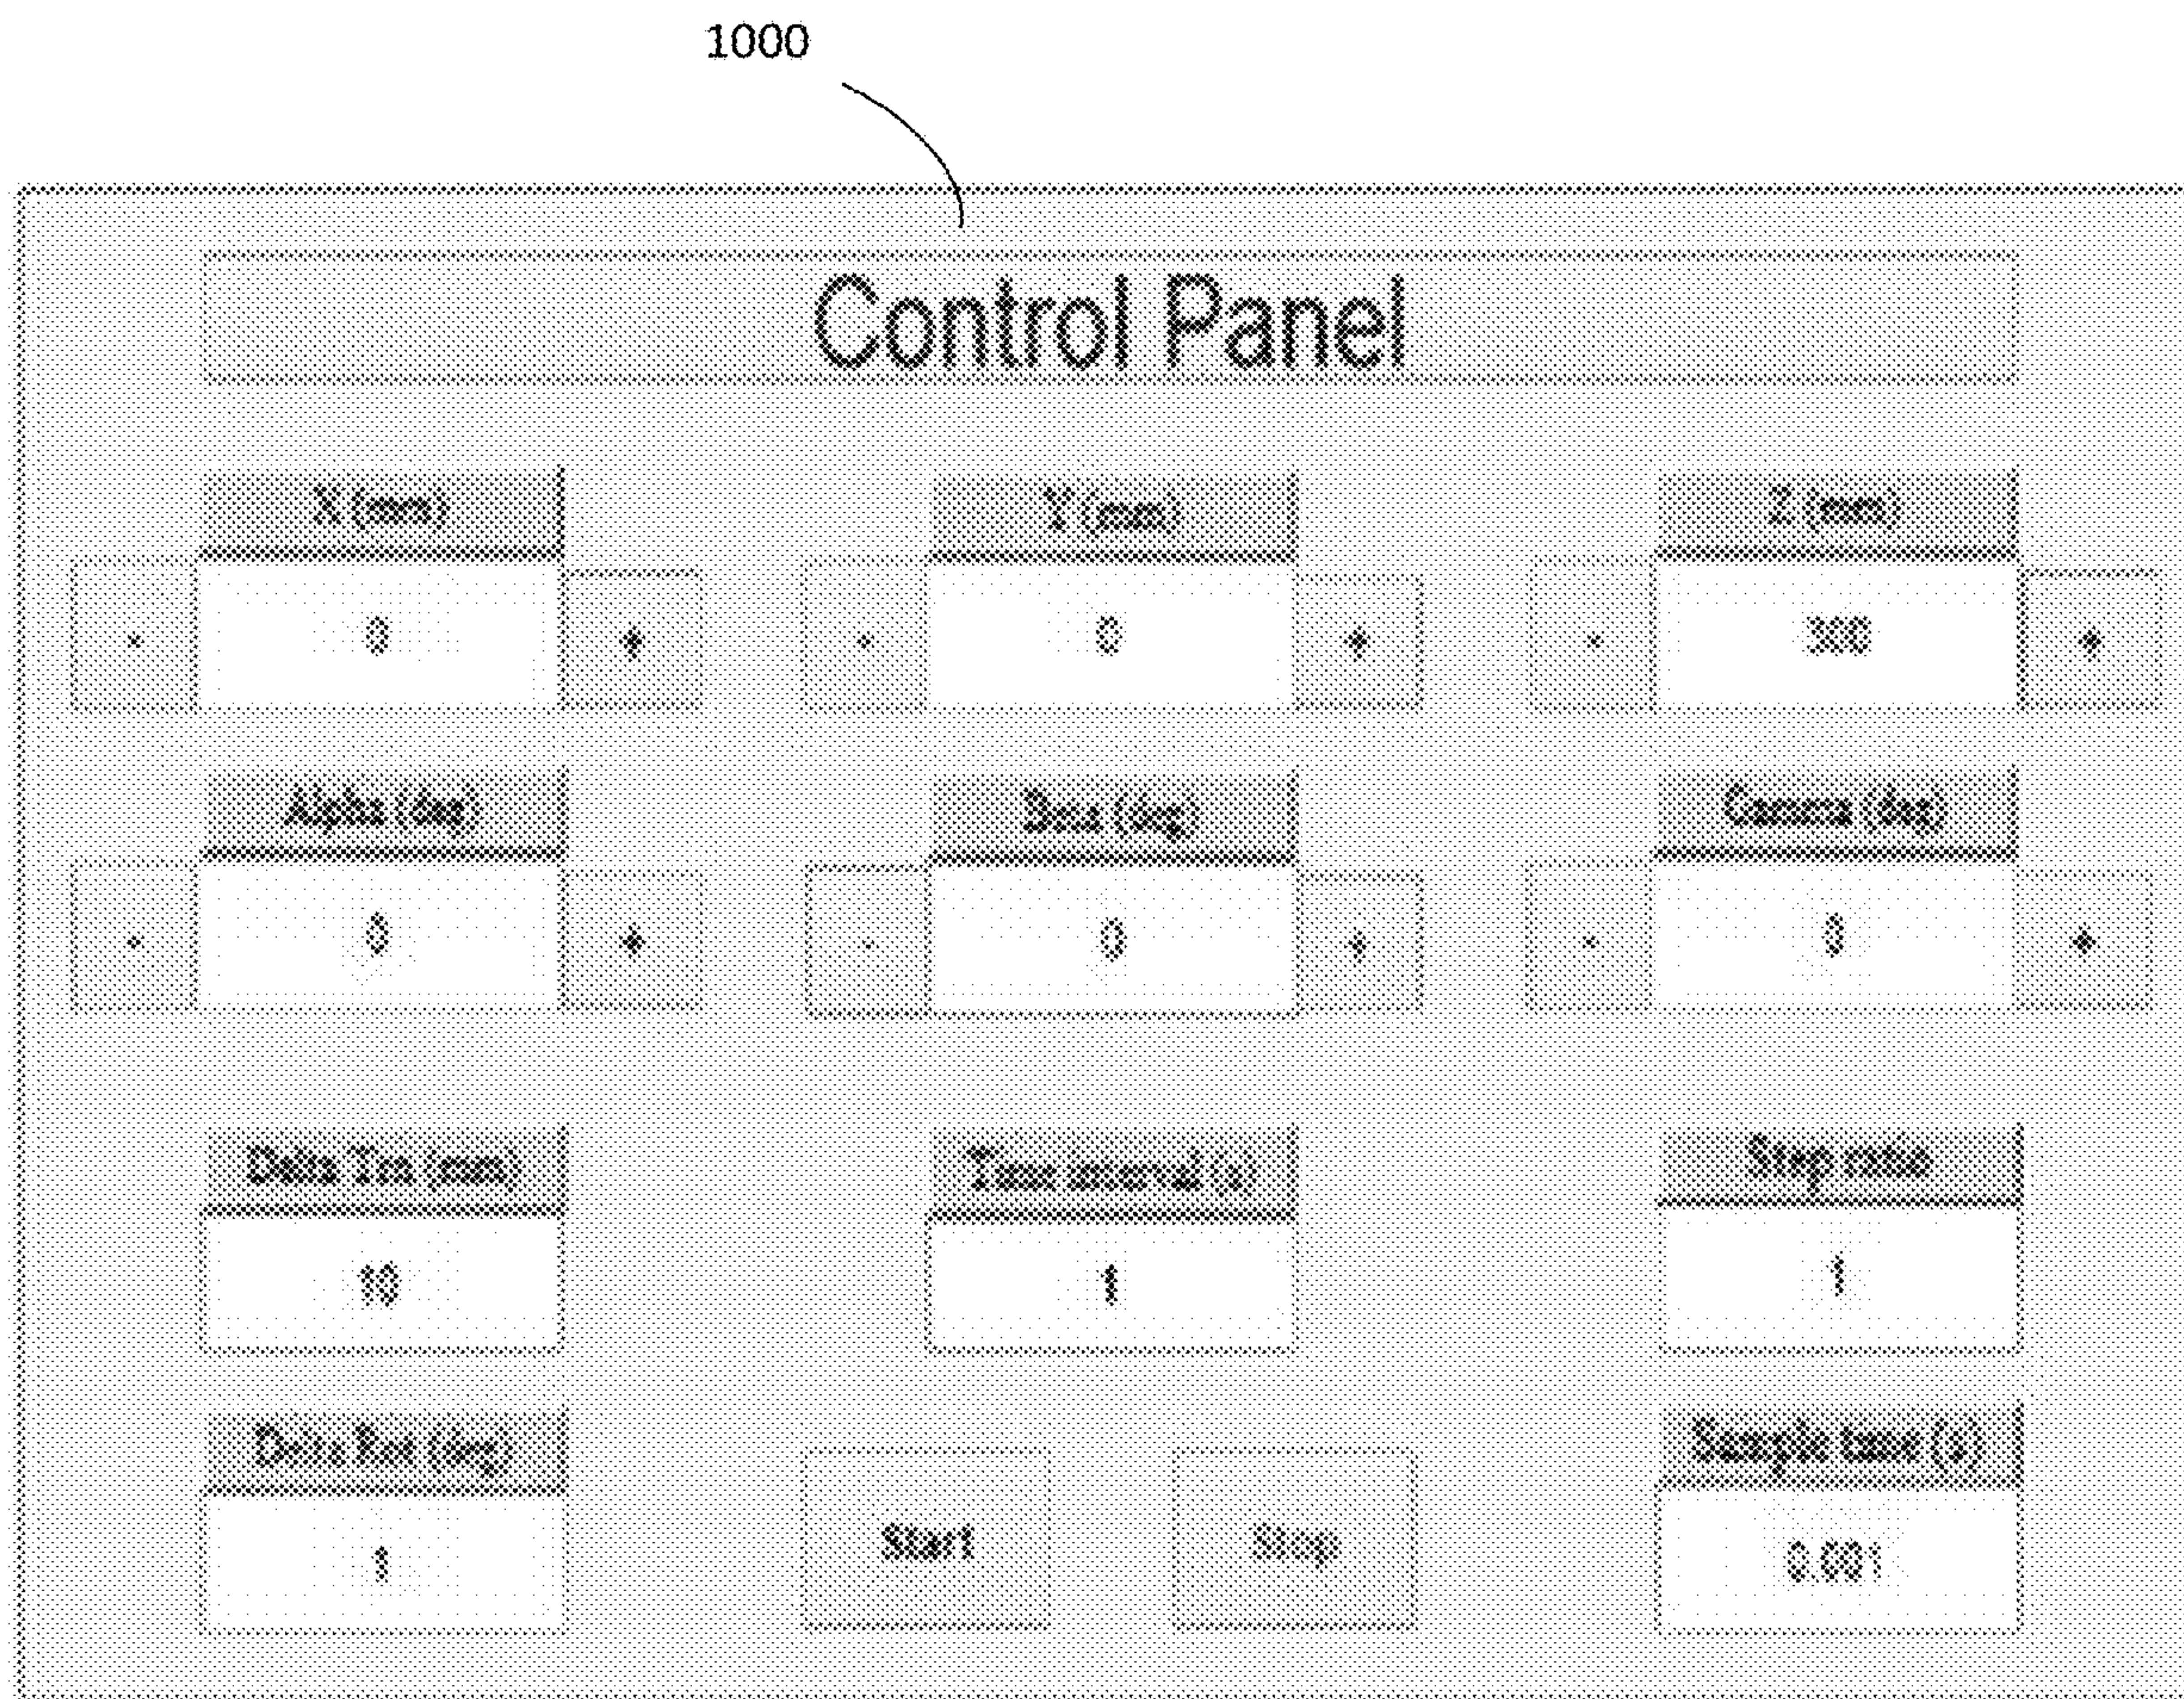 1000
Control Panel
X (mm) Y (mm) Z (mm)
- 0 + - 0 + - 300 +
Alpha (deg) Beta (deg) Gamma (deg)
- 0 + - 0 + - 0 +
Delta Trn (mm) Time interval (s) Step ratio
10 1 1
Delta Rot (deg) Sample time (s)
1 Start Stop 0.001